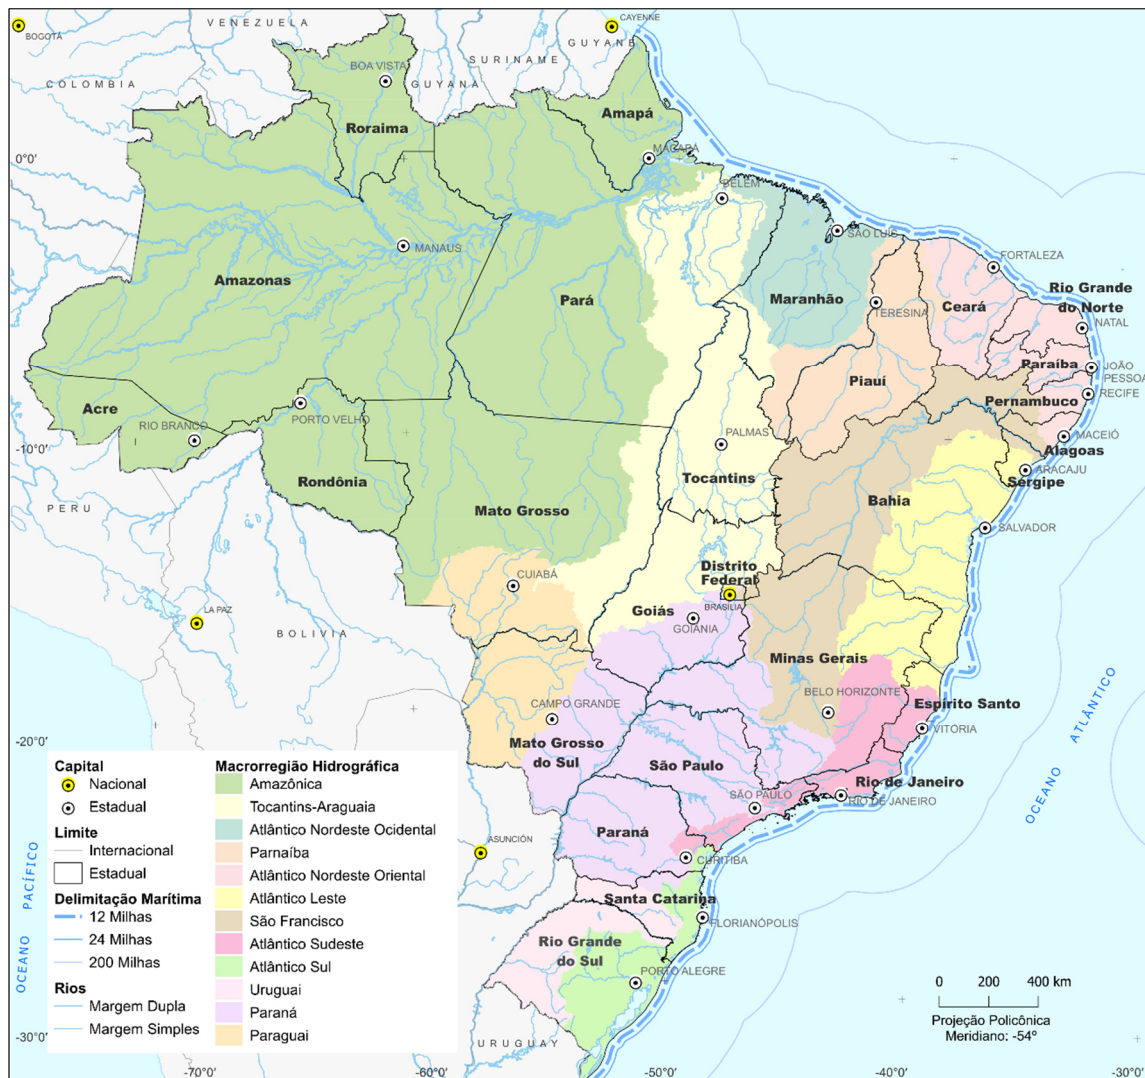 VENEZUELA
CAYENNE
BOGOTÁ
GUYANE
SURINAME
COLOMBIA
BOA VISTA
GUYANA
Amapá
Roraima
0°0'
MACAPÁ
BELÉM
SÃO LUÍS
MANAUS
FORTALEZA
Amazonas
Pará
Maranhão
Rio Grande
do Norte
Ceará
TERESINA
NATAL
Paraíba
JOÃO
PESSOA
Piauí
Acre
Pernambuco
RECIFE
PORTO VELHO
RIO BRANCO
PALMAS
MACEIÓ
-10°0'
Alagoas
ARACAJU
Rondônia
Tocantins
Sergipe
Bahia
PERU
Mato Grosso
SALVADOR
Distrito
Federal
CUIABÁ
LA PAZ
BRASÍLIA
Goiás
GOIÂNIA
BOLIVIA
Minas Gerais
BELO HORIZONTE
CAMPO GRANDE
Espírito Santo
VITÓRIA
OCEANO ATLÂNTICO
-20°0'
Mato Grosso
do Sul
São Paulo
Rio de Janeiro
SÃO PAULO
RIO DE JANEIRO
Paraná
ASUNCIÓN
CURITIBA
Santa Catarina
FLORIANÓPOLIS
Rio Grande
do Sul
PORTO ALEGRE
URUGUAY
OCEANO PACÍFICO
-30°0'
Capital
Nacional
Estadual
Limite
Internacional
Estadual
Delimitação Marítima
12 Milhas
24 Milhas
200 Milhas
Rios
Margem Dupla
Margem Simples
Macrorregião Hidrográfica
Amazônica
Tocantins-Araguaia
Atlântico Nordeste Ocidental
Parnaíba
Atlântico Nordeste Oriental
Atlântico Leste
São Francisco
Atlântico Sudeste
Atlântico Sul
Uruguai
Paraná
Paraguai
0 200 400 km
Projeção Policônica
Meridiano: -54º
-70°0' -60°0' -50°0' -40°0' -30°0'